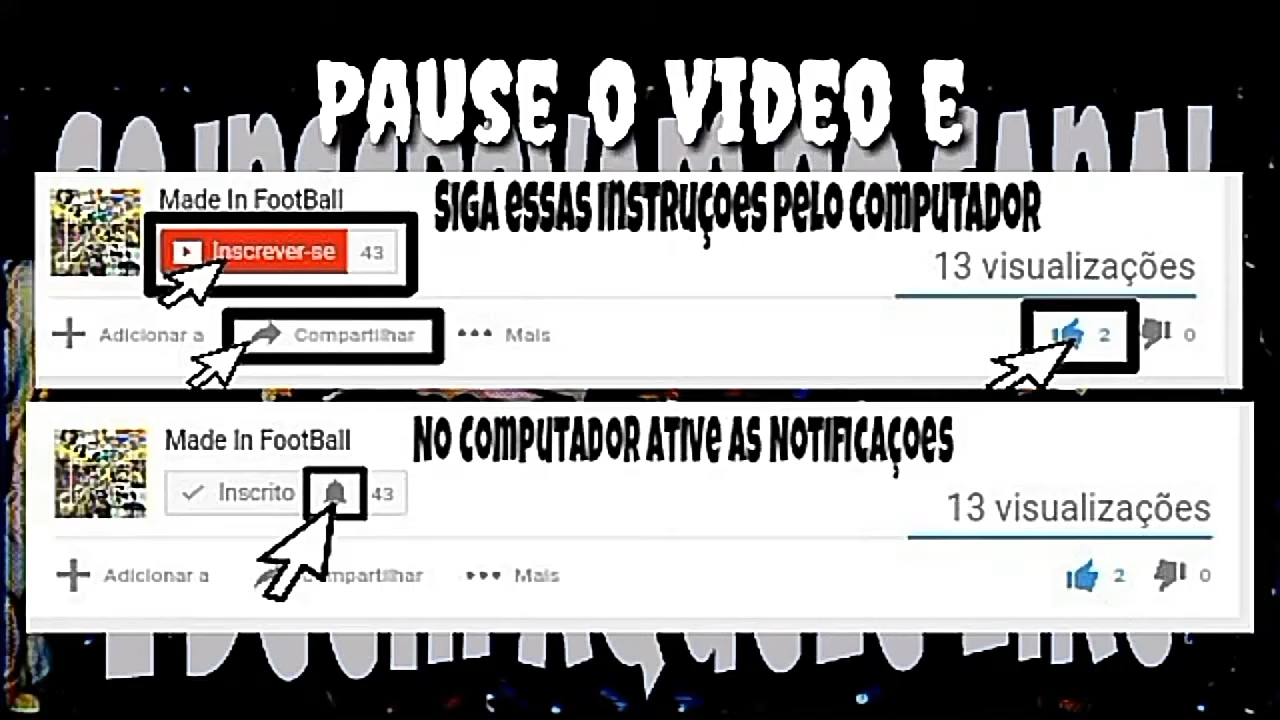 PAUSE O VIDEO E
Made In FootBall
SIGA ESSAS INSTRUÇOES PELO COMPUTADOR
Inscrever-se 43
13 visualizações
Adicionar a Compartilhar Mais 2 0
Made In FootBall
NO COMPUTADOR ATIVE AS NOTIFICAÇOES
Inscrito 43
13 visualizações
Adicionar a Compartilhar Mais 2 0